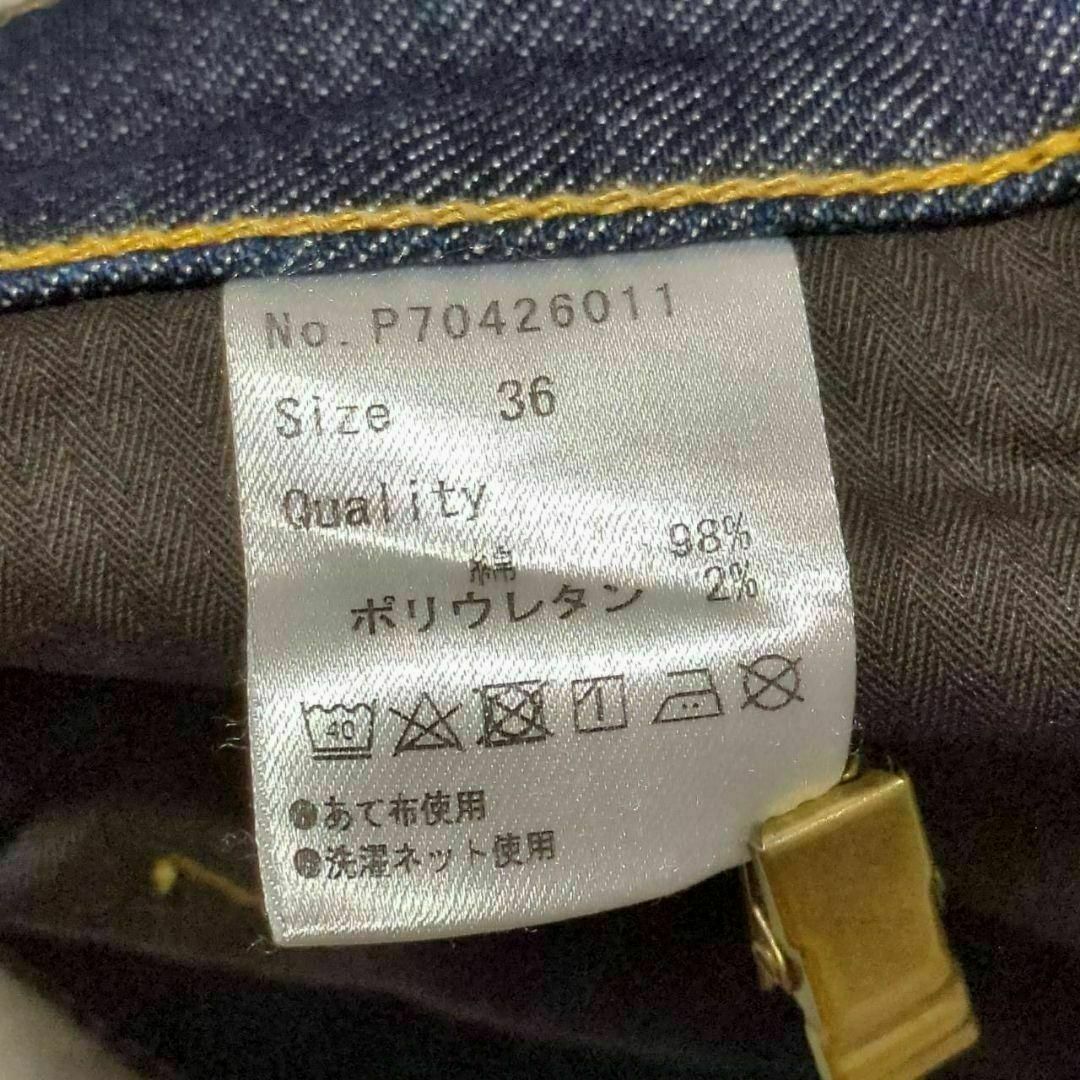 No. P70426011
Size 36
Quality
綿 98%
ポリウレタン 2%
40
●あて布使用
●洗濯ネット使用